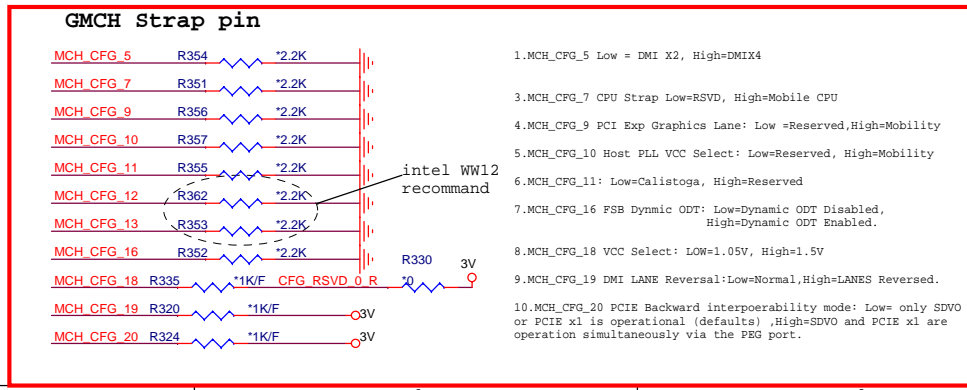 GMCH Strap pin
MCH_CFG_5 R354 *2.2K
MCH_CFG_7 R351 *2.2K
MCH_CFG_9 R356 *2.2K
MCH_CFG_10 R357 *2.2K
MCH_CFG_11 R355 *2.2K
MCH_CFG_12 R362 *2.2K
MCH_CFG_13 R353 *2.2K
MCH_CFG_16 R352 *2.2K
MCH_CFG_18 R335 *1K/F CFG_RSVD_0_R R330 *0 3V
MCH_CFG_19 R320 *1K/F 3V
MCH_CFG_20 R324 *1K/F 3V
intel WW12
recommand
1.MCH_CFG_5 Low = DMI X2, High=DMIX4
3.MCH_CFG_7 CPU Strap Low=RSVD, High=Mobile CPU
4.MCH_CFG_9 PCI Exp Graphics Lane: Low =Reserved,High=Mobility
5.MCH_CFG_10 Host PLL VCC Select: Low=Reserved, High=Mobility
6.MCH_CFG_11: Low=Calistoga, High=Reserved
7.MCH_CFG_16 FSB Dynmic ODT: Low=Dynamic ODT Disabled,
High=Dynamic ODT Enabled.
8.MCH_CFG_18 VCC Select: LOW=1.05V, High=1.5V
9.MCH_CFG_19 DMI LANE Reversal:Low=Normal,High=LANES Reversed.
10.MCH_CFG_20 PCIE Backward interpoerability mode: Low= only SDVO
or PCIE x1 is operational (defaults) ,High=SDVO and PCIE x1 are
operation simultaneously via the PEG port.